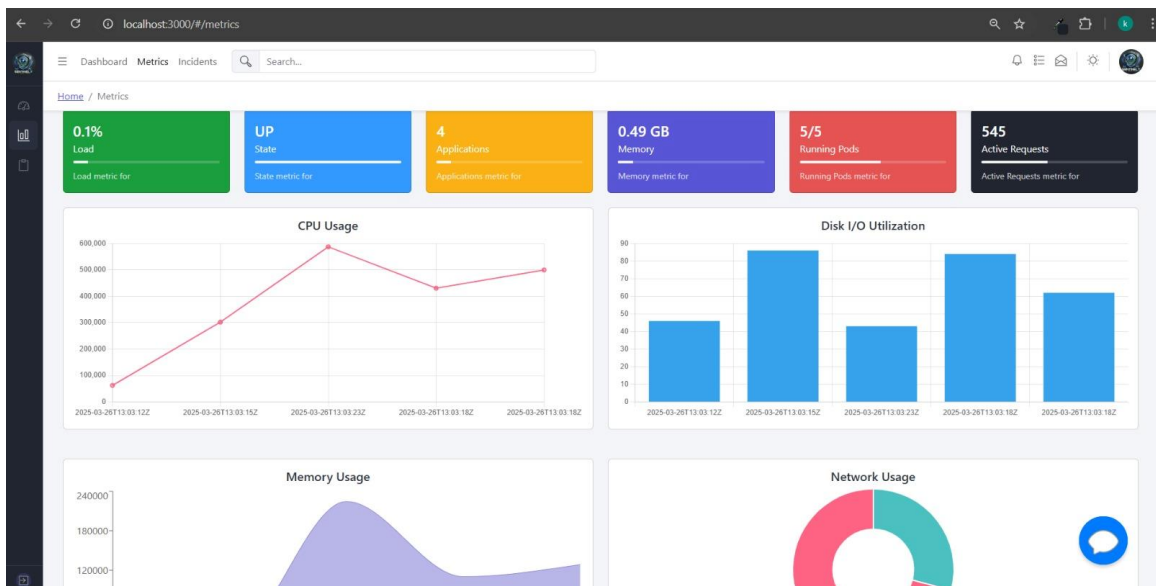 localhost:3000/#/metrics
k
Dashboard Metrics Incidents Search...
Home / Metrics
0.1%
Load
Load metric for
UP
State
State metric for
4
Applications
Applications metric for
0.49 GB
Memory
Memory metric for
5/5
Running Pods
Running Pods metric for
545
Active Requests
Active Requests metric for
CPU Usage
600,000
500,000
400,000
300,000
200,000
100,000
0
2025-03-26T13:03:12Z 2025-03-26T13:03:15Z 2025-03-26T13:03:23Z 2025-03-26T13:03:18Z 2025-03-26T13:03:18Z
Disk I/O Utilization
90
80
70
60
50
40
30
20
10
0
2025-03-26T13:03:12Z 2025-03-26T13:03:15Z 2025-03-26T13:03:23Z 2025-03-26T13:03:18Z 2025-03-26T13:03:18Z
Memory Usage
240000
180000
120000
Network Usage